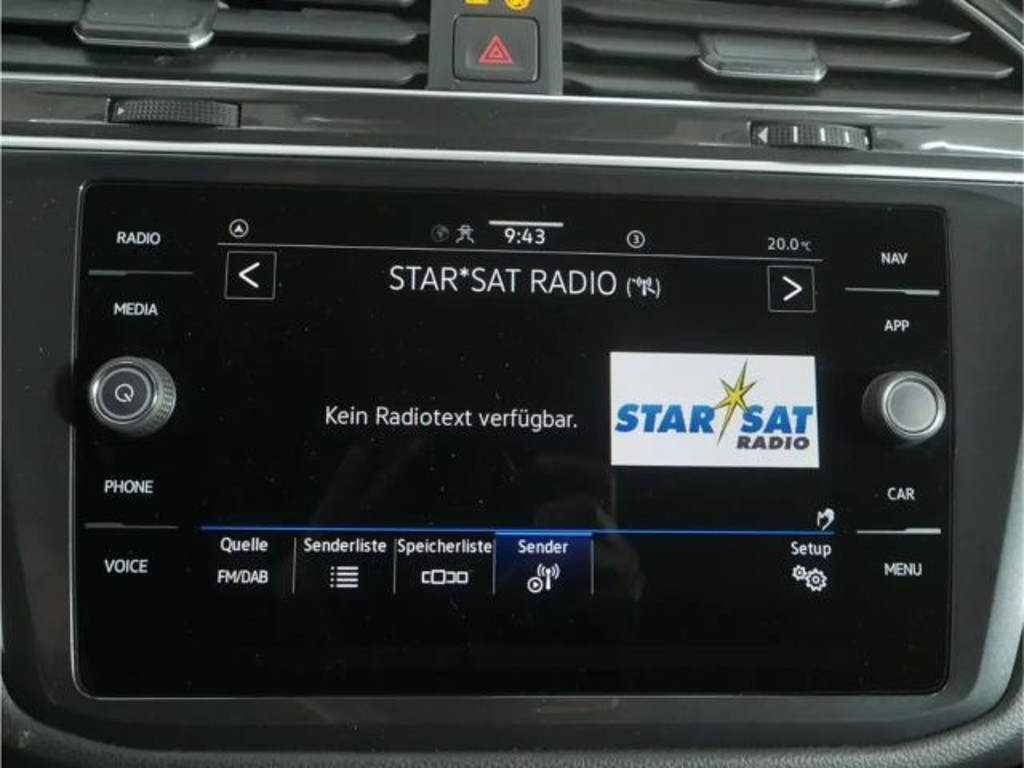 RADIO
MEDIA
PHONE
VOICE
9:43
3
20.0°C
STAR*SAT RADIO
Kein Radiotext verfügbar.
STAR SAT
RADIO
Quelle
FM/DAB
Senderliste
Speicherliste
Sender
Setup
NAV
APP
CAR
MENU